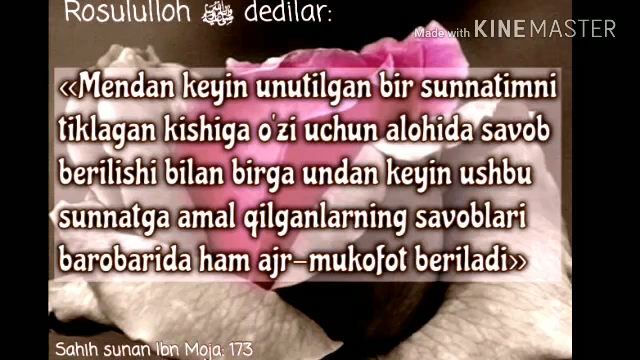 Rosululloh ﷺ dedilar:
Made with KINEMASTER
«Mendan keyin unutilgan bir sunnatimni
tiklagan kishiga o'zi uchun alohida savob
berilishi bilan birga undan keyin ushbu
sunnatga amal qilganlarning savoblari
barobarida ham ajr-mukofot beriladi»
Sahih sunan Ibn Moja: 173